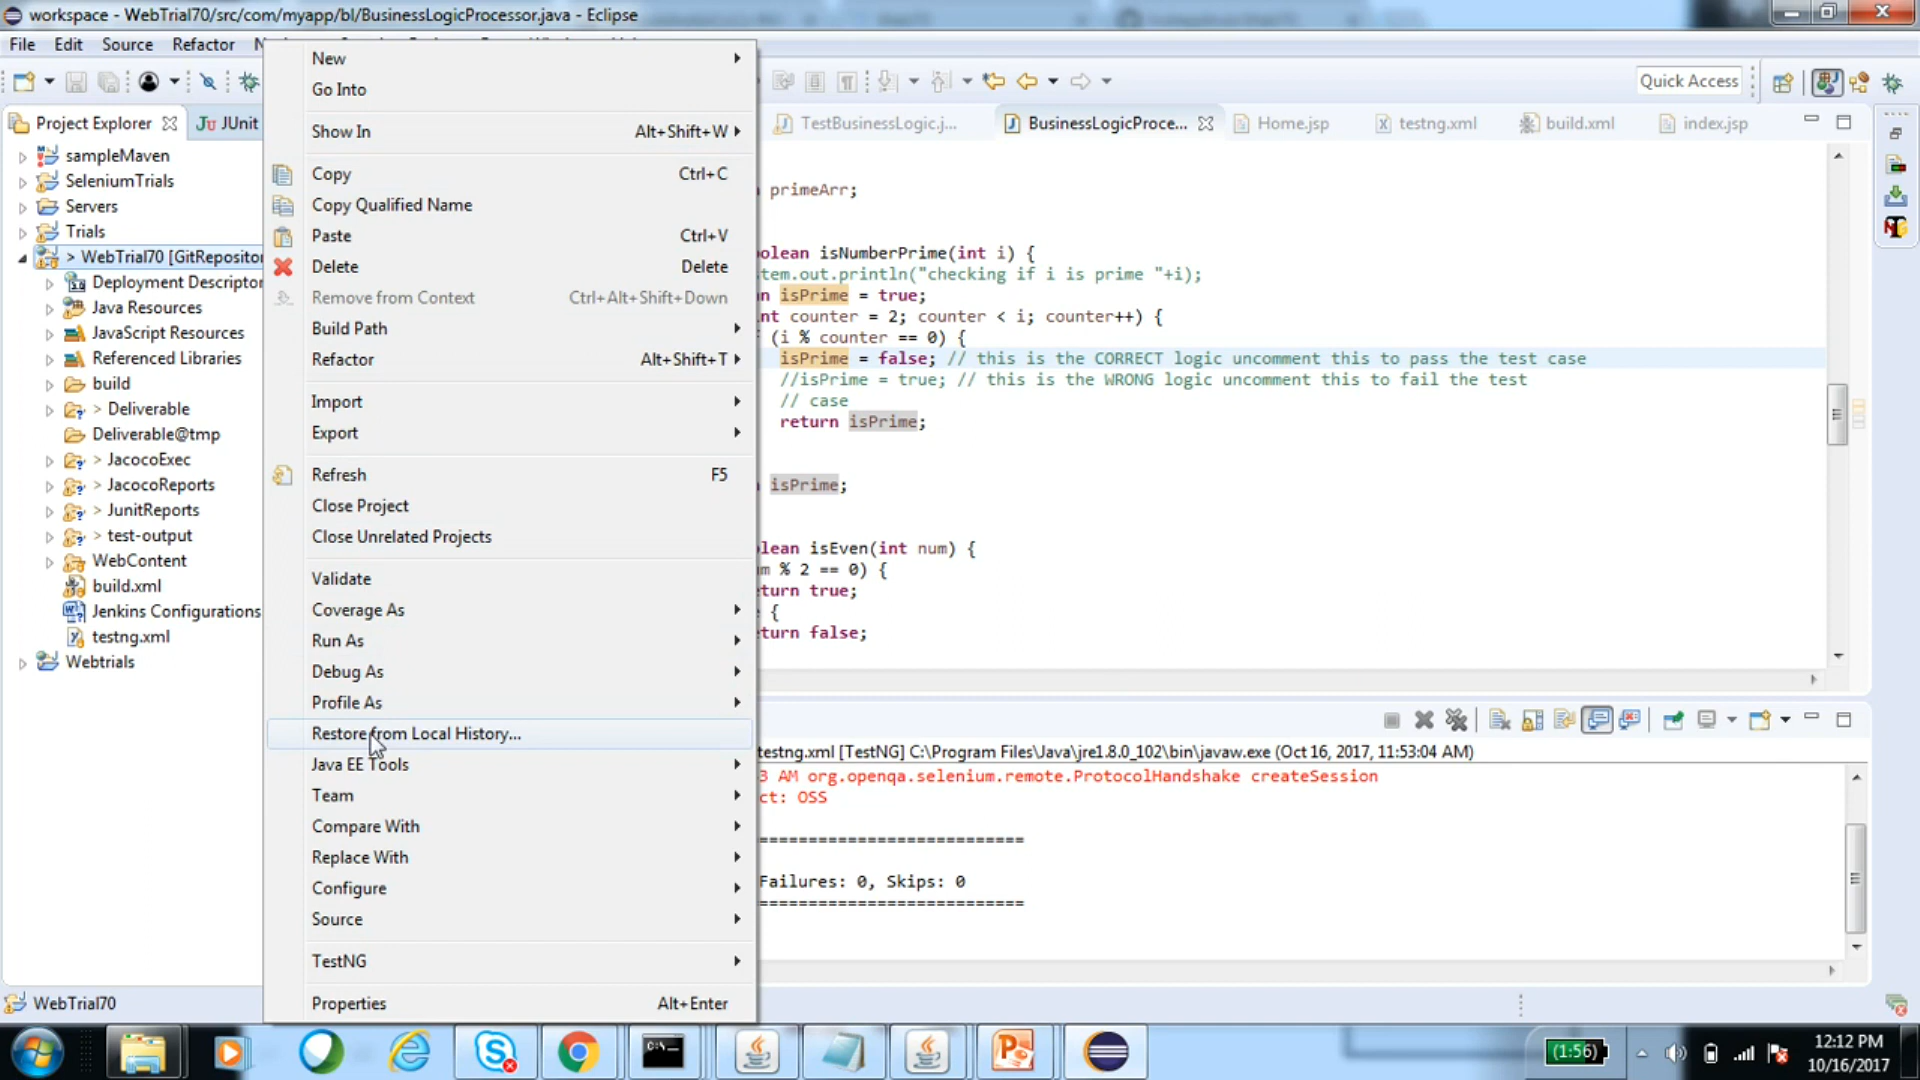 workspace - WebTrial70/src/com/myapp/bl/BusinessLogicProcessor.java - Eclipse
File Edit Source Refactor
Quick Access
Project Explorer
JUnit
TestBusinessLogic.j...
BusinessLogicProce...
Home.jsp
testng.xml
build.xml
index.jsp
sampleMaven
SeleniumTrials
Servers
Trials
> WebTrial70 [GitRepositor
Deployment Descriptor
Java Resources
JavaScript Resources
Referenced Libraries
build
> Deliverable
Deliverable@tmp
> JacocoExec
> JacocoReports
> JunitReports
> test-output
WebContent
build.xml
Jenkins Configurations
testng.xml
Webtrials
New
Go Into
Show In Alt+Shift+W
Copy Ctrl+C
Copy Qualified Name
Paste Ctrl+V
Delete Delete
Remove from Context Ctrl+Alt+Shift+Down
Build Path
Refactor Alt+Shift+T
Import
Export
Refresh F5
Close Project
Close Unrelated Projects
Validate
Coverage As
Run As
Debug As
Profile As
Restore from Local History...
Java EE Tools
Team
Compare With
Replace With
Configure
Source
TestNG
Properties Alt+Enter
primeArr;
olean isNumberPrime(int i) {
tem.out.println("checking if i is prime "+i);
n isPrime = true;
nt counter = 2; counter < i; counter++) {
(i % counter == 0) {
isPrime = false; // this is the CORRECT logic uncomment this to pass the test case
//isPrime = true; // this is the WRONG logic uncomment this to fail the test
// case
return isPrime;
isPrime;
lean isEven(int num) {
m % 2 == 0) {
turn true;
e {
turn false;
testng.xml [TestNG] C:\Program Files\Java\jre1.8.0_102\bin\javaw.exe (Oct 16, 2017, 11:53:04 AM)
3 AM org.openqa.selenium.remote.ProtocolHandshake createSession
ct: OSS
===========================
Failures: 0, Skips: 0
===========================
WebTrial70
(1:56)
12:12 PM
10/16/2017